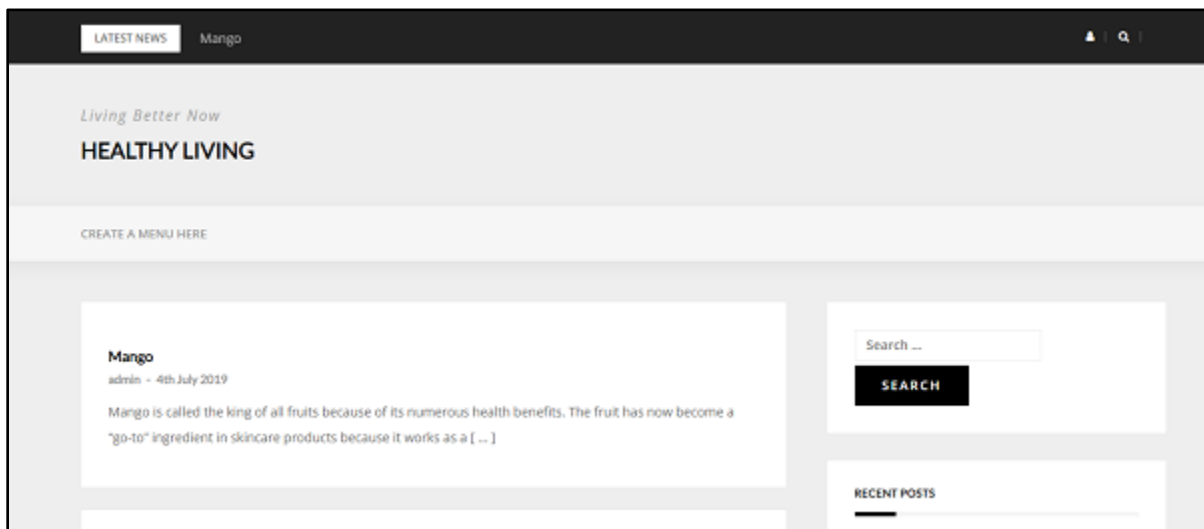 LATEST NEWS Mango
Living Better Now
HEALTHY LIVING
CREATE A MENU HERE
Mango
admin - 4th July 2019
Mango is called the king of all fruits because of its numerous health benefits. The fruit has now become a
"go-to" ingredient in skincare products because it works as a [ ... ]
Search ...
SEARCH
RECENT POSTS